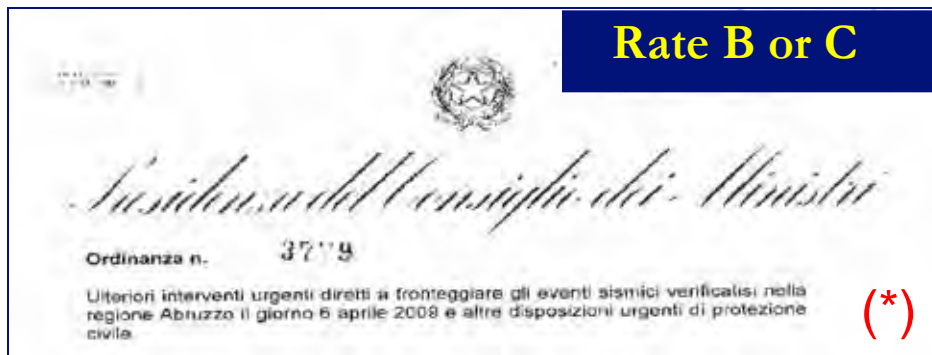 Rate B or C
Presidenza del Consiglio dei Ministri
Ordinanza n.
Ulteriori interventi urgenti diretti a fronteggiare gli eventi sismici verificatisi nella
regione Abruzzo il giorno 6 aprile 2009 e altre disposizioni urgenti di protezione
civile
(*)